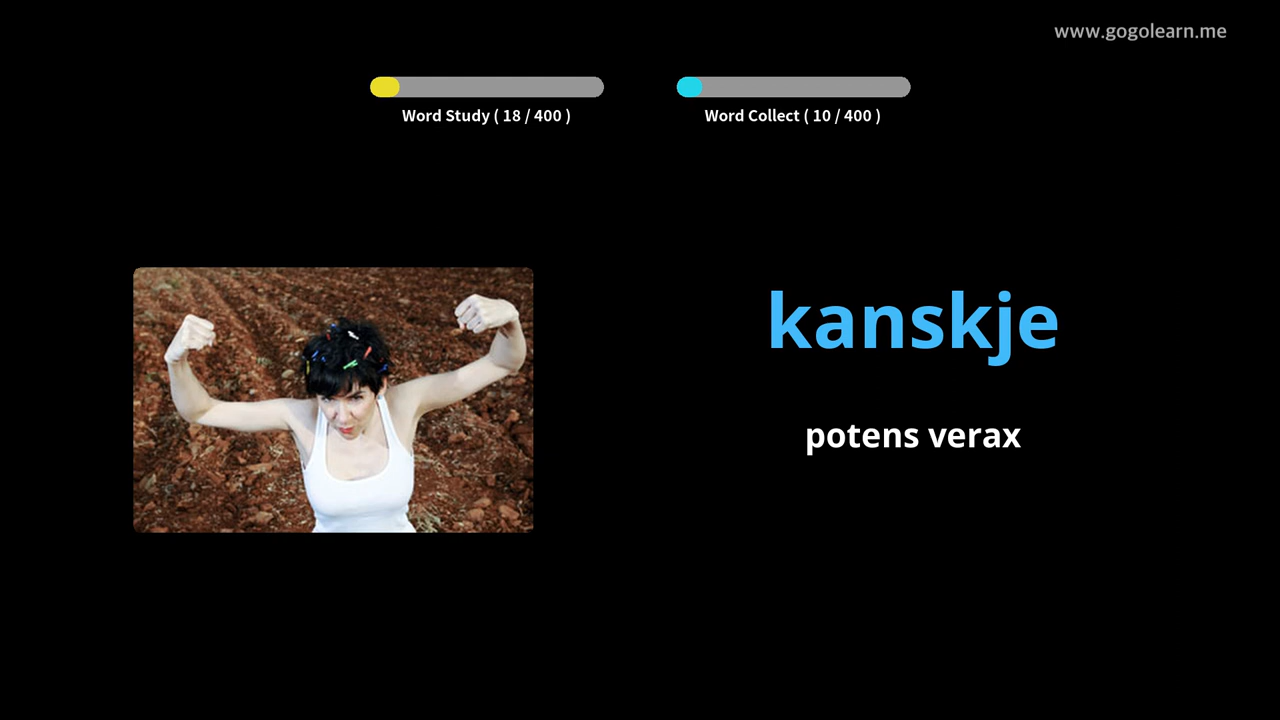 www.gogolearn.me
Word Study ( 18 / 400 )
Word Collect ( 10 / 400 )
kanskje
potens verax